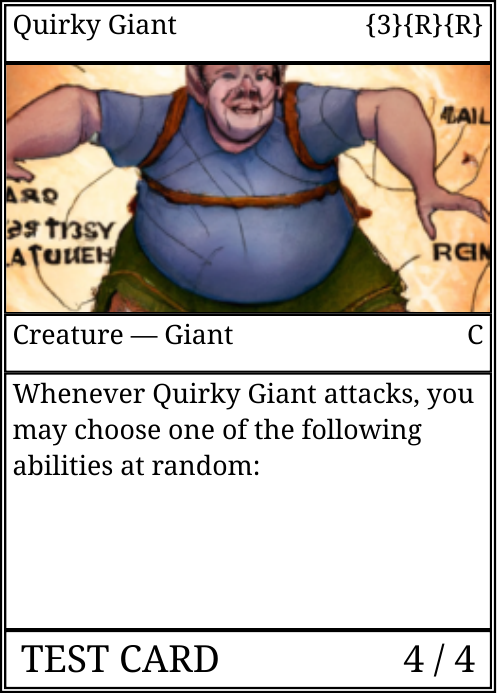 Quirky Giant {3}{R}{R}
Creature — Giant C
Whenever Quirky Giant attacks, you
may choose one of the following
abilities at random:
TEST CARD 4 / 4